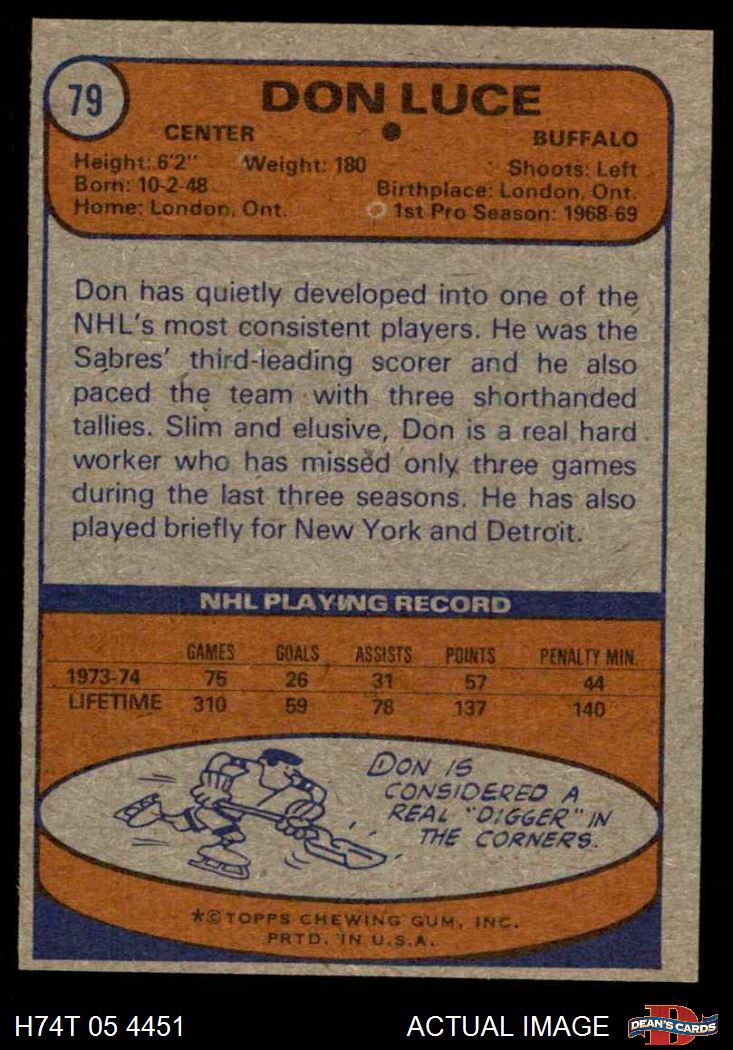 79
DON LUCE
CENTER
BUFFALO
Height: 6'2" Weight: 180
Shoots: Left
Born: 10-2-48
Birthplace: London, Ont.
Home: London, Ont.
1st Pro Season: 1968-69
Don has quietly developed into one of the
NHL's most consistent players. He was the
Sabres' third-leading scorer and he also
paced the team with three shorthanded
tallies. Slim and elusive, Don is a real hard
worker who has missed only three games
during the last three seasons. He has also
played briefly for New York and Detroit.
NHL PLAYING RECORD
GAMES GOALS ASSISTS POINTS PENALTY MIN.
1973-74 75 26 31 57 44
LIFETIME 310 59 78 137 140
DON IS
CONSIDERED A
REAL "DIGGER" IN
THE CORNERS.
*© TOPPS CHEWING GUM, INC.
PRTD. IN U.S.A.
H74T 05 4451
ACTUAL IMAGE
D
DEAN'S CARDS